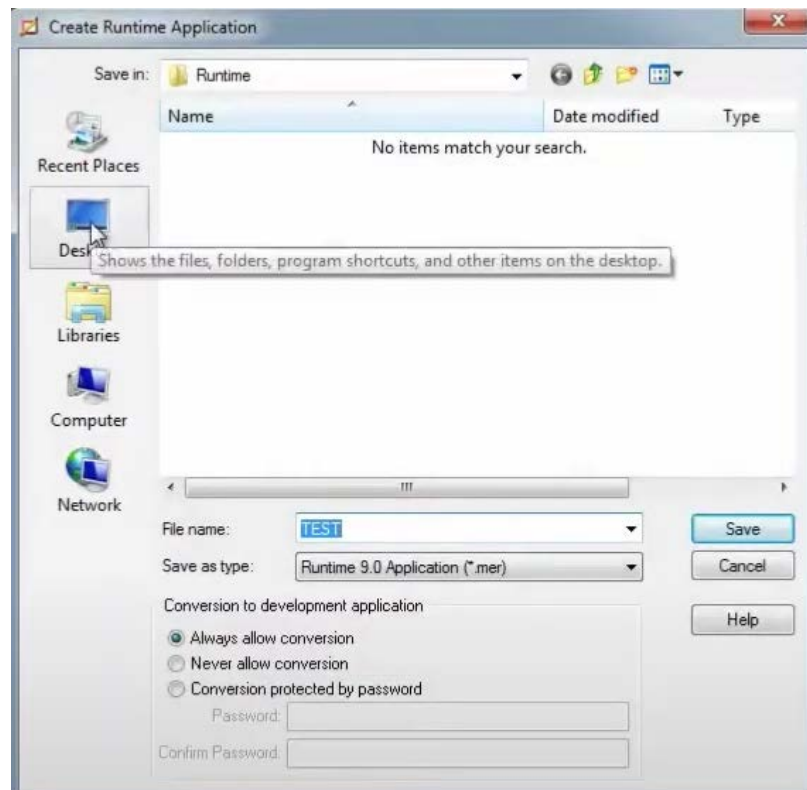 Create Runtime Application
Save in: Runtime
Name Date modified Type
No items match your search.
Recent Places
Desktop
Shows the files, folders, program shortcuts, and other items on the desktop.
Libraries
Computer
Network
File name: TEST Save
Save as type: Runtime 9.0 Application (*.mer) Cancel
Conversion to development application Help
Always allow conversion
Never allow conversion
Conversion protected by password
Password:
Confirm Password: